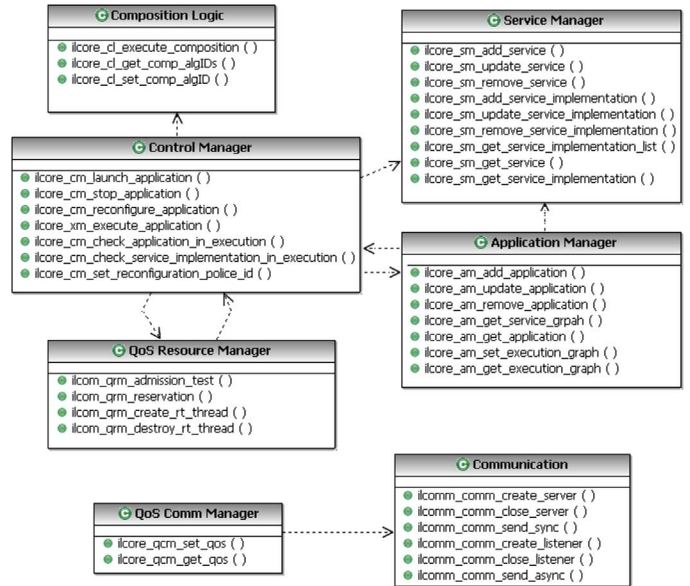 Composition Logic
ilcore_cl_execute_composition ( )
ilcore_cl_get_comp_algIDs ( )
ilcore_cl_set_comp_algID ( )
Service Manager
ilcore_sm_add_service ( )
ilcore_sm_update_service ( )
ilcore_sm_remove_service ( )
ilcore_sm_add_service_implementation ( )
ilcore_sm_update_service_implementation ( )
ilcore_sm_remove_service_implementation ( )
ilcore_sm_get_service_implementation_list ( )
ilcore_sm_get_service ( )
ilcore_sm_get_service_implementation ( )
Control Manager
ilcore_cm_launch_application ( )
ilcore_cm_stop_application ( )
ilcore_cm_reconfigure_application ( )
ilcore_xm_execute_application ( )
ilcore_cm_check_application_in_execution ( )
ilcore_cm_check_service_implementation_in_execution ( )
ilcore_cm_set_reconfiguration_police_id ( )
Application Manager
ilcore_am_add_application ( )
ilcore_am_update_application ( )
ilcore_am_remove_application ( )
ilcore_am_get_service_grpah ( )
ilcore_am_get_application ( )
ilcore_am_set_execution_graph ( )
ilcore_am_get_execution_graph ( )
QoS Resource Manager
ilcom_qrm_admission_test ( )
ilcom_qrm_reservation ( )
ilcom_qrm_create_rt_thread ( )
ilcom_qrm_destroy_rt_thread ( )
Communication
ilcomm_comm_create_server ( )
ilcomm_comm_close_server ( )
ilcomm_comm_send_sync ( )
ilcomm_comm_create_listener ( )
ilcomm_comm_close_listener ( )
ilcomm_comm_send_async ( )
QoS Comm Manager
ilcore_qcm_set_qos ( )
ilcore_qcm_get_qos ( )